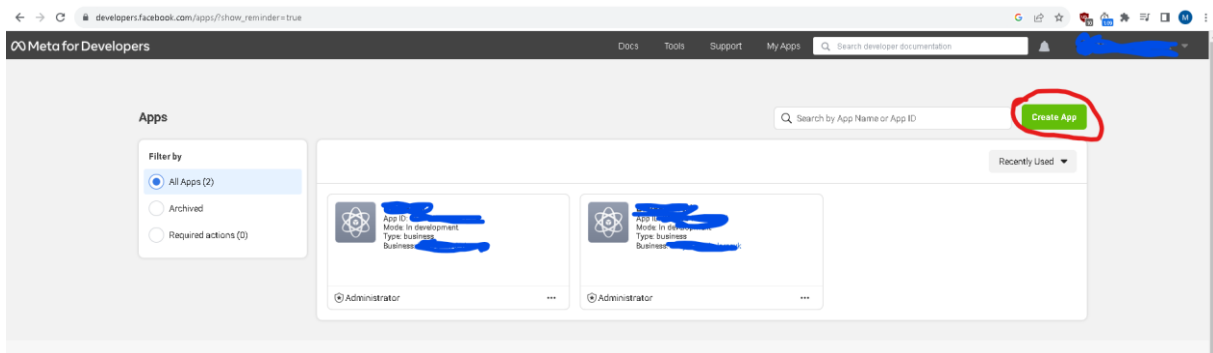 developers.facebook.com/apps/?show_reminder=true
G
M
Meta for Developers
Docs Tools Support My Apps Search developer documentation
Apps
Search by App Name or App ID
Create App
Filter by
All Apps (2)
Archived
Required actions (0)
Recently Used
App ID:
Mode: In development
Type: business
Business:
Administrator
App
Mode: In
Type: business
Business:
Administrator